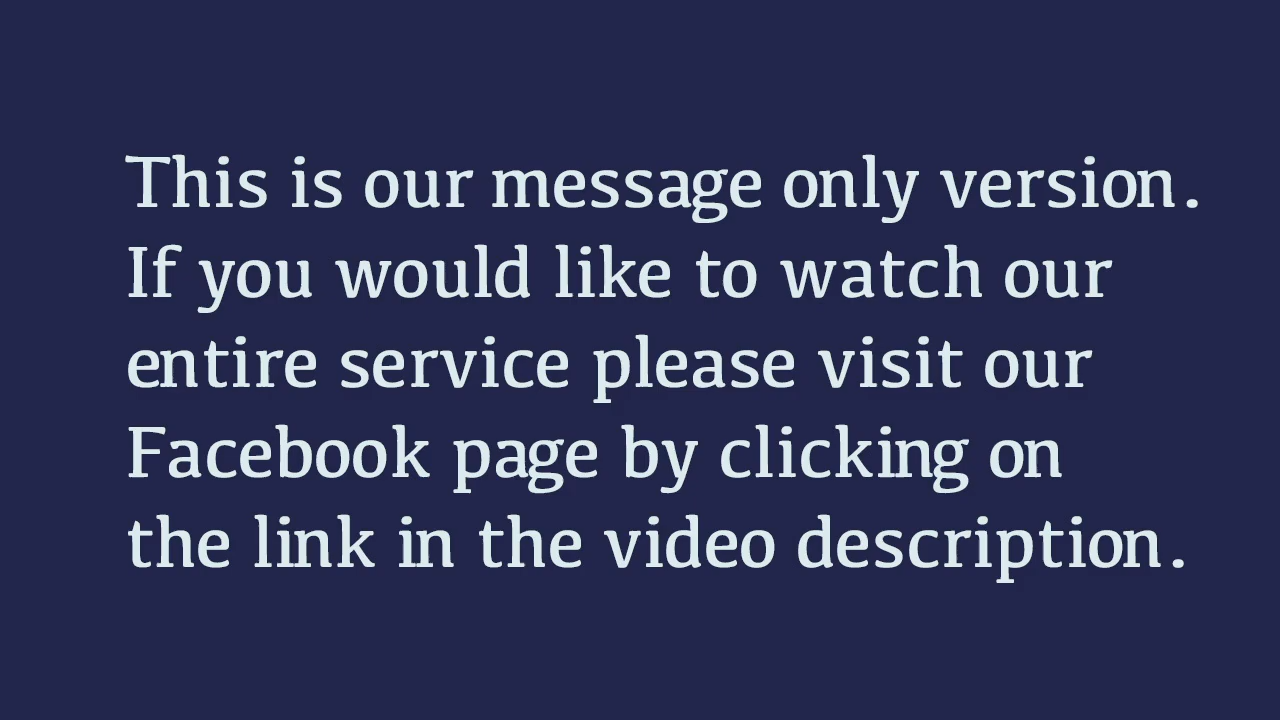 This is our message only version.
If you would like to watch our
entire service please visit our
Facebook page by clicking on
the link in the video description.